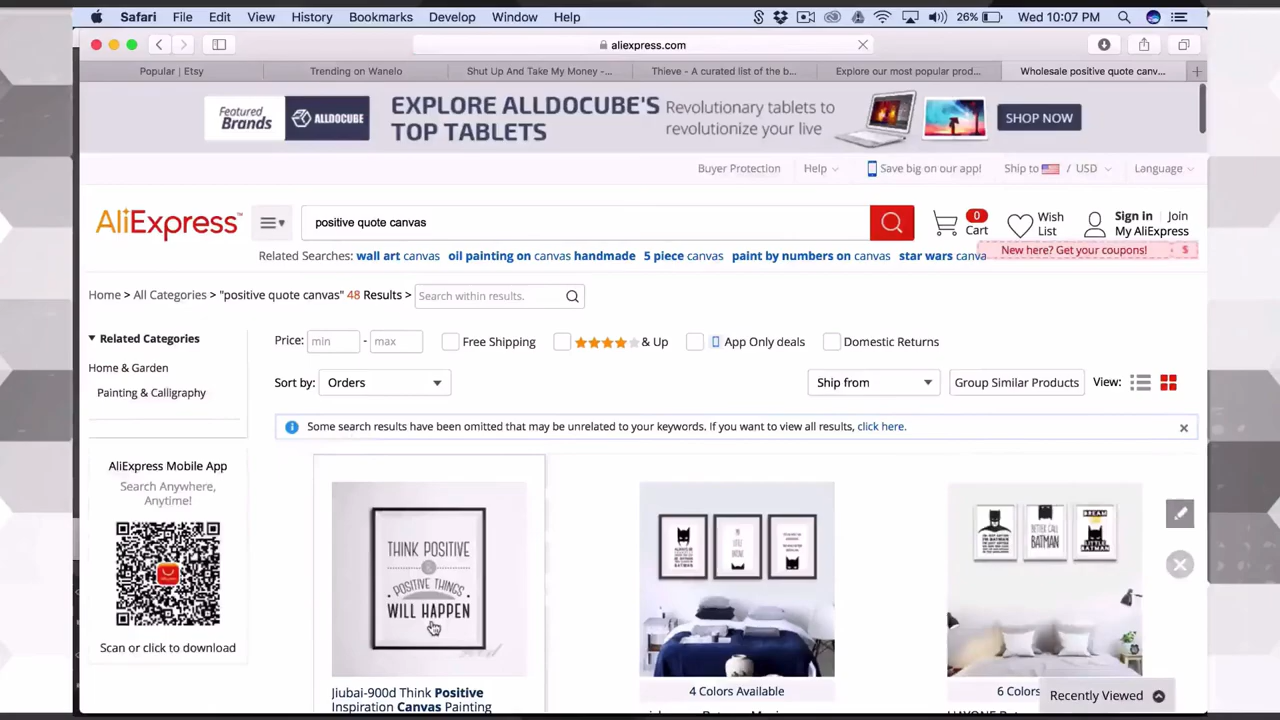 Safari File Edit View History Bookmarks Develop Window Help 26% Wed 10:07 PM
aliexpress.com
Popular | Etsy Trending on Wanelo Shut Up And Take My Money -... Thieve - A curated list of the b... Explore our most popular prod... Wholesale positive quote canv...
Featured Brands ALLDOCUBE EXPLORE ALLDOCUBE'S TOP TABLETS Revolutionary tablets to revolutionize your live SHOP NOW
Buyer Protection Help Save big on our app! Ship to / USD Language
AliExpress™ positive quote canvas 0 Cart Wish List Sign in Join My AliExpress
New here? Get your coupons! $
Related Searches: wall art canvas oil painting on canvas handmade 5 piece canvas paint by numbers on canvas star wars canva
Home > All Categories > "positive quote canvas" 48 Results > Search within results.
Related Categories
Home & Garden
Painting & Calligraphy
Price: min - max Free Shipping & Up App Only deals Domestic Returns
Sort by: Orders Ship from Group Similar Products View:
Some search results have been omitted that may be unrelated to your keywords. If you want to view all results, click here.
AliExpress Mobile App
Search Anywhere,
Anytime!
Scan or click to download
THINK POSITIVE
POSITIVE THINGS
WILL HAPPEN
Jiubai-900d Think Positive
Inspiration Canvas Painting
4 Colors Available
BETTER CALL
BATMAN
DREAM
6 Colors
Recently Viewed